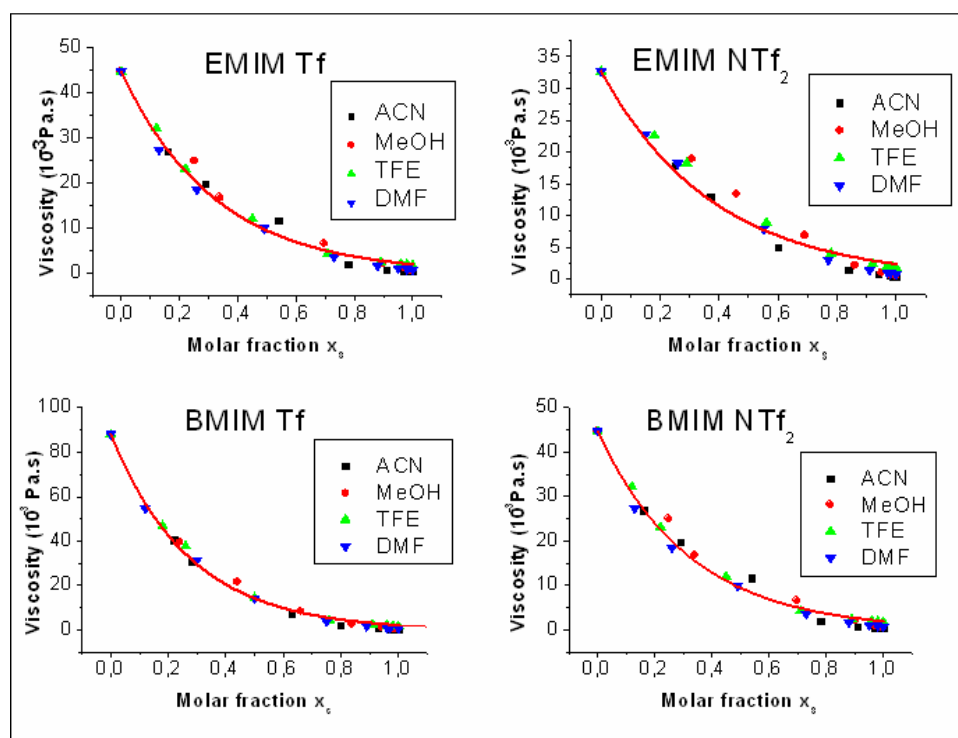 EMIM Tf
ACN
MeOH
TFE
DMF
50
40
30
20
10
0
Viscosity (10⁻³Pa.s)
0,0 0,2 0,4 0,6 0,8 1,0
Molar fraction xₛ
EMIM NTf₂
ACN
MeOH
TFE
DMF
35
30
25
20
15
10
5
0
Viscosity (10⁻³Pa.s)
0,0 0,2 0,4 0,6 0,8 1,0
Molar fraction xₛ
BMIM Tf
ACN
MeOH
TFE
DMF
100
80
60
40
20
0
Viscosity (10³ Pa.s)
0,0 0,2 0,4 0,6 0,8 1,0
Molar fraction xₛ
BMIM NTf₂
ACN
MeOH
TFE
DMF
50
40
30
20
10
0
Viscosity (10³Pa.s)
0,0 0,2 0,4 0,6 0,8 1,0
Molar fraction xₛ